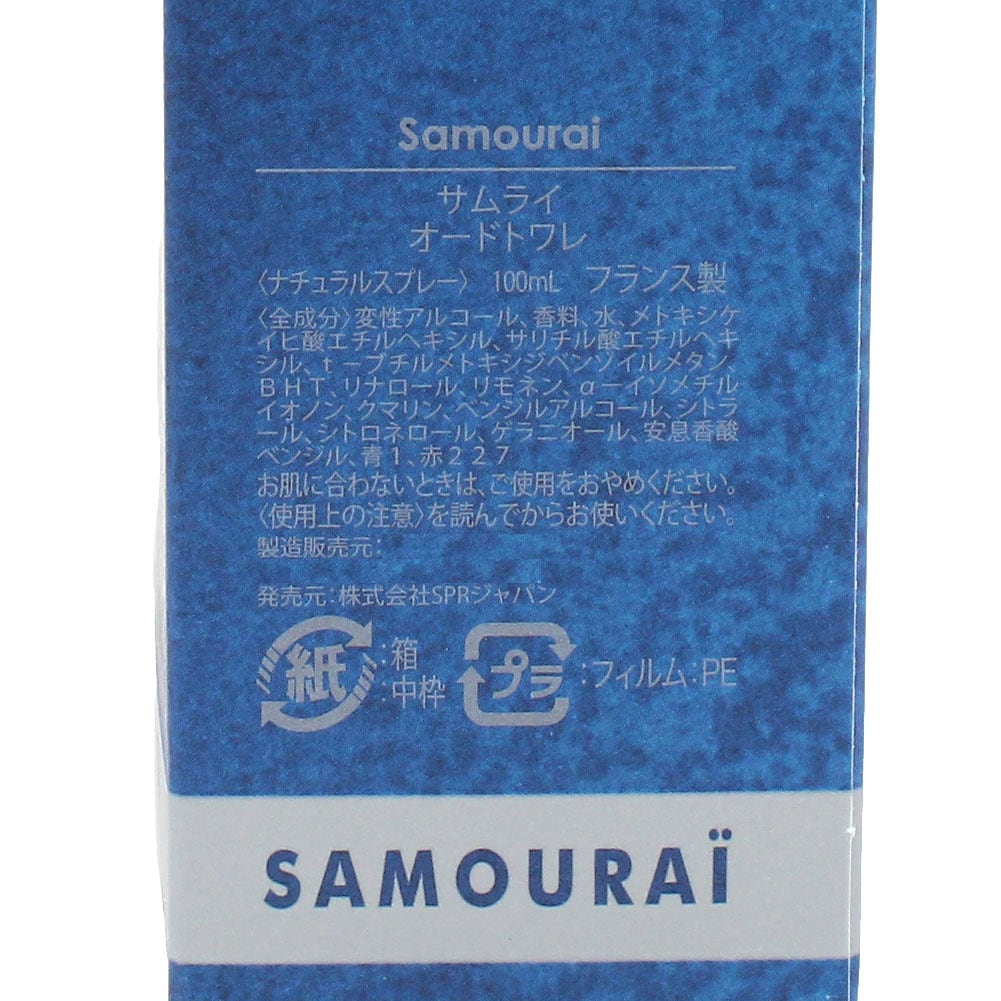 Samourai
サムライ
オードトワレ
〈ナチュラルスプレー〉 100mL フランス製
〈全成分〉変性アルコール、香料、水、メトキシケ
イヒ酸エチルヘキシル、サリチル酸エチルヘキ
シル、ｔーブチルメトキシジベンゾイルメタン、
ＢＨＴ、リナロール、リモネン、αーイソメチル
イオノン、クマリン、ベンジルアルコール、シトラ
ール、シトロネロール、ゲラニオール、安息香酸
ベンジル、青１、赤２２７
お肌に合わないときは、ご使用をおやめください。
〈使用上の注意〉を読んでからお使いください。
製造販売元：
発売元：株式会社SPRジャパン
紙 ：箱
：中枠
プラ ：フィルム：PE
SAMOURAÏ